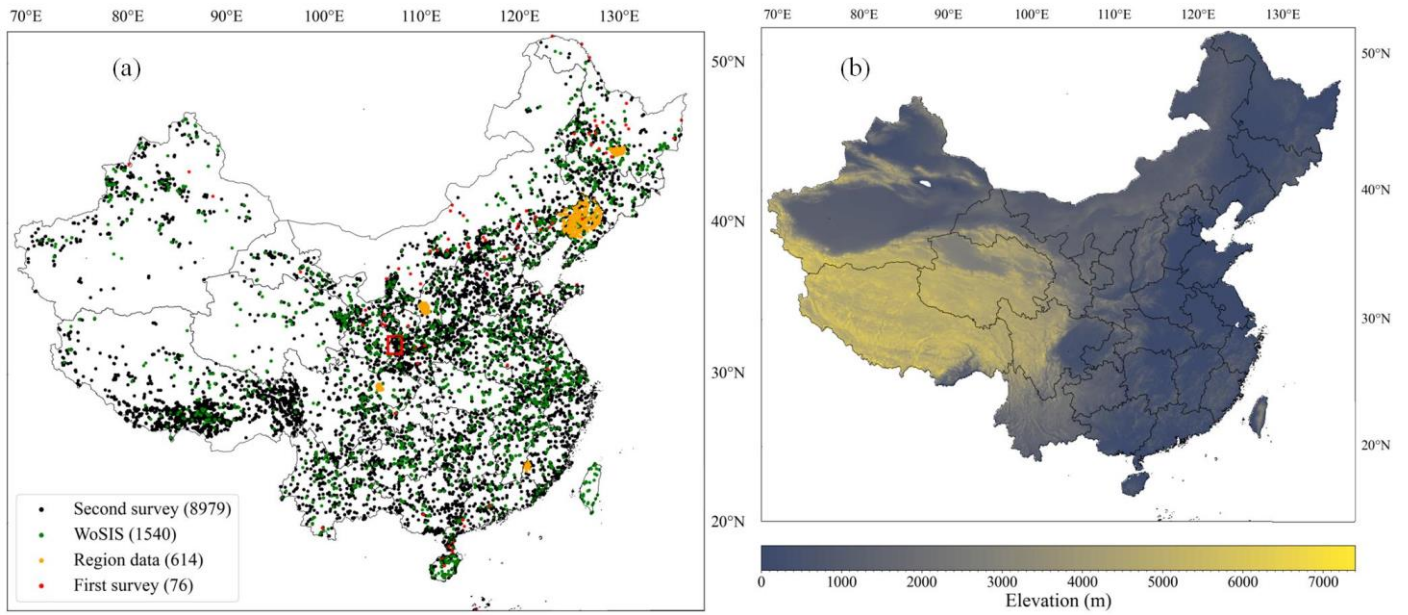 70°E 80°E 90°E 100°E 110°E 120°E 130°E
(a)
50°N
40°N
30°N
20°N
Second survey (8979)
WoSIS (1540)
Region data (614)
First survey (76)
70°E 80°E 90°E 100°E 110°E 120°E 130°E
(b)
50°N
40°N
30°N
20°N
0 1000 2000 3000 4000 5000 6000 7000
Elevation (m)